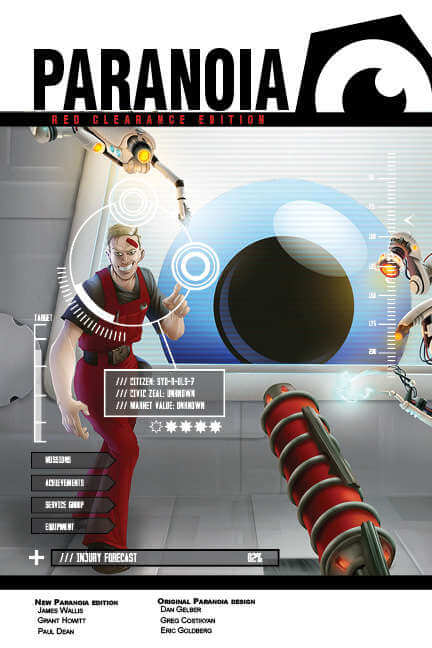 PARANOIA
RED CLEARANCE EDITION
TARGET
/// CITIZEN: SYD-R-DLS-7
/// CIVIC ZEAL: UNKNOWN
/// MARKET VALUE: UNKNOWN
MISSIONS
ACHIEVEMENTS
SERVICE GROUP
EQUIPMENT
/// INJURY FORECAST 82%
New Paranoia edition
James Wallis
Grant Howitt
Paul Dean
Original Paranoia design
Dan Gelber
Greg Costikyan
Eric Goldberg